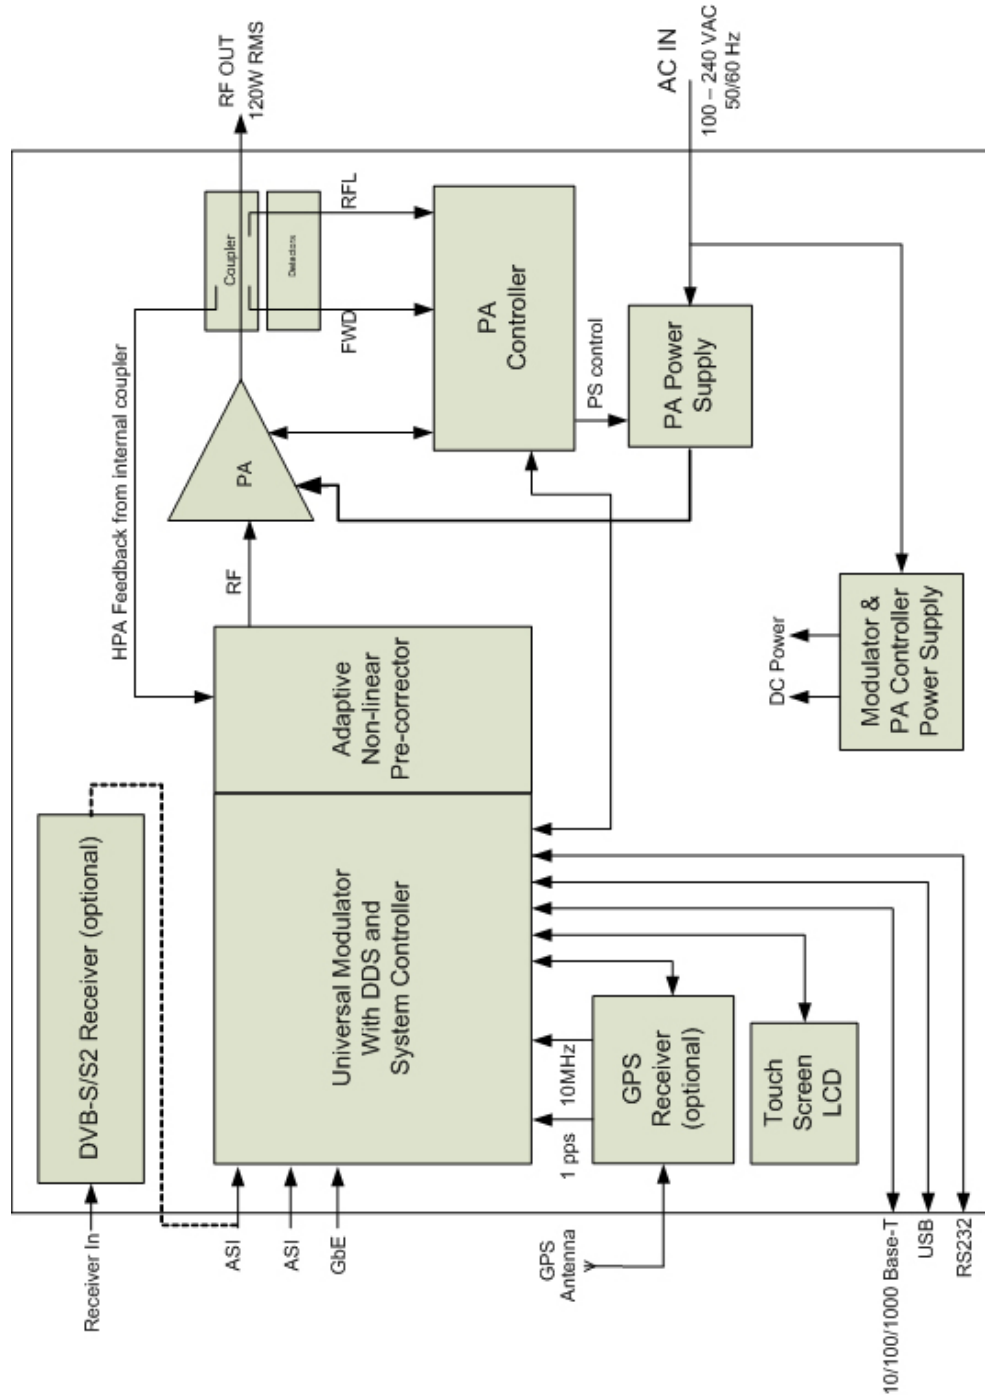 Receiver In
DVB-S/S2 Receiver (optional)
ASI
ASI
GbE
Universal Modulator
With DDS and
System Controller
Adaptive
Non-linear
Pre-corrector
HPA Feedback from internal coupler
RF
PA
Coupler
Detectors
FWD
RFL
RF OUT
120W RMS
PA
Controller
PS control
PA Power
Supply
AC IN
100 – 240 VAC
50/60 Hz
1 pps
10MHz
GPS
Antenna
GPS
Receiver
(optional)
Touch
Screen
LCD
DC Power
Modulator &
PA Controller
Power Supply
10/100/1000 Base-T
USB
RS232